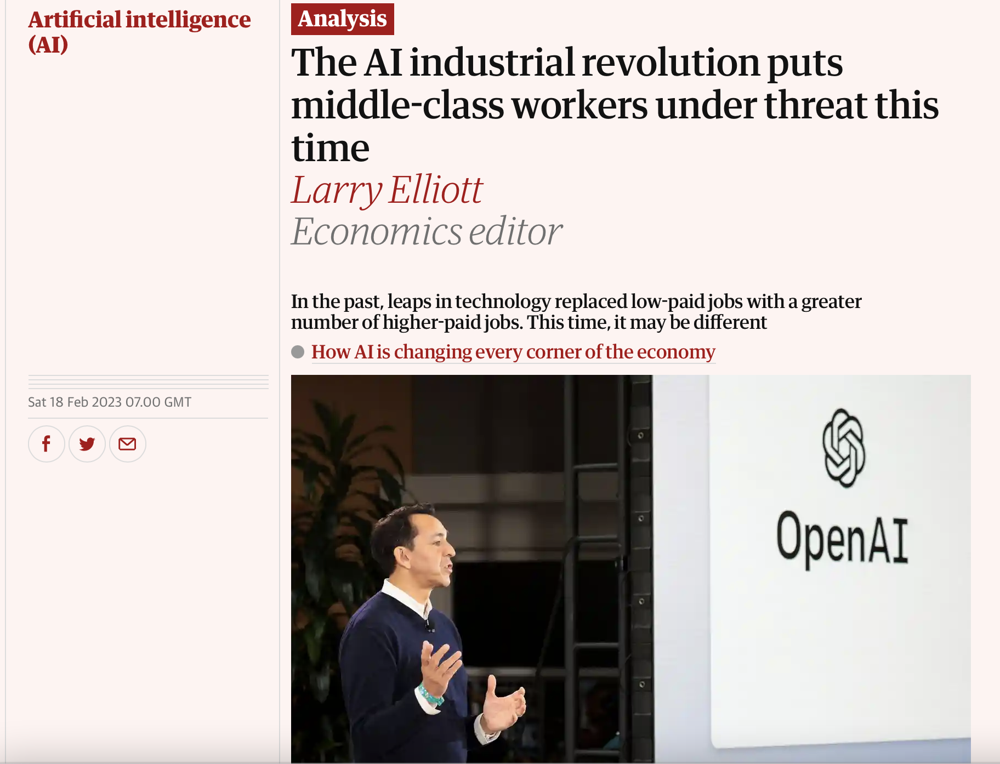 Artificial intelligence
(AI)
Analysis
The AI industrial revolution puts
middle-class workers under threat this
time
Larry Elliott
Economics editor
In the past, leaps in technology replaced low-paid jobs with a greater
number of higher-paid jobs. This time, it may be different
How AI is changing every corner of the economy
Sat 18 Feb 2023 07.00 GMT
OpenAI